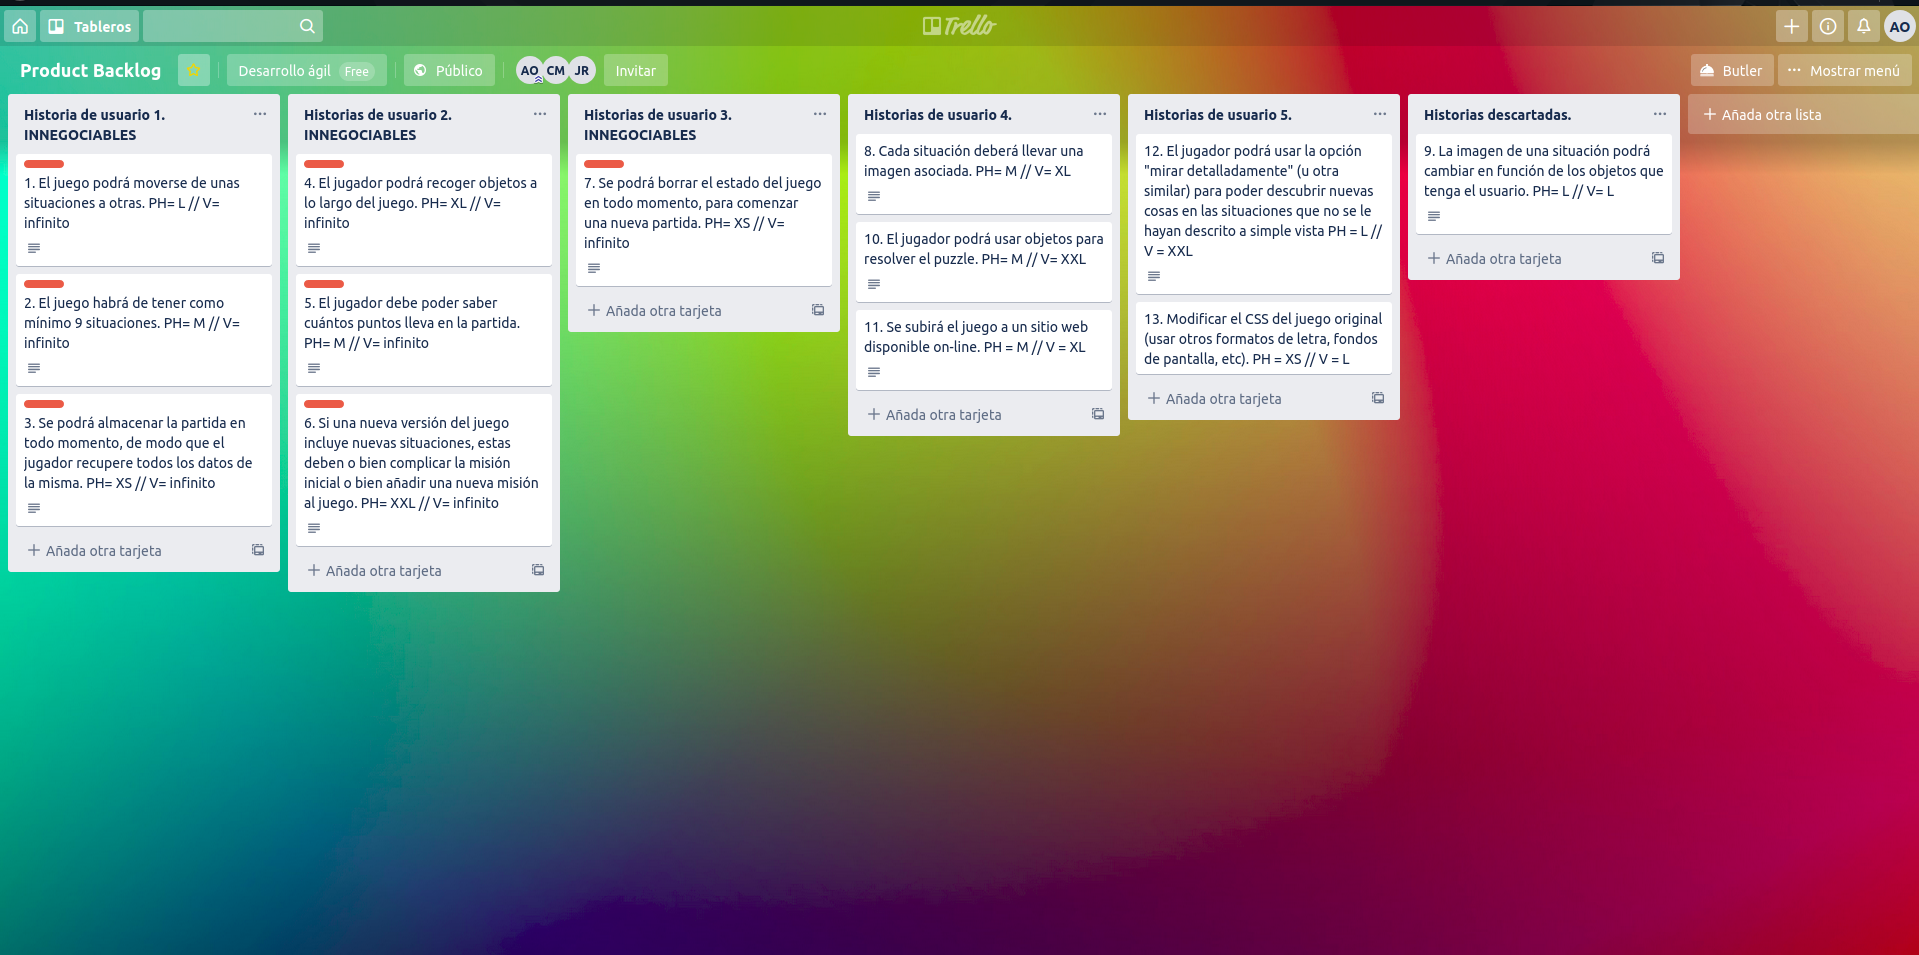 Tableros
Trello
AO
Product Backlog
Desarrollo ágil Free
Público
AO CM JR
Invitar
Butler
Mostrar menú
Historia de usuario 1.
INNEGOCIABLES
1. El juego podrá moverse de unas
situaciones a otras. PH= L // V=
infinito
2. El juego habrá de tener como
mínimo 9 situaciones. PH= M // V=
infinito
3. Se podrá almacenar la partida en
todo momento, de modo que el
jugador recupere todos los datos de
la misma. PH= XS // V= infinito
+ Añada otra tarjeta
Historias de usuario 2.
INNEGOCIABLES
4. El jugador podrá recoger objetos a
lo largo del juego. PH= XL // V=
infinito
5. El jugador debe poder saber
cuántos puntos lleva en la partida.
PH= M // V= infinito
6. Si una nueva versión del juego
incluye nuevas situaciones, estas
deben o bien complicar la misión
inicial o bien añadir una nueva misión
al juego. PH= XXL // V= infinito
+ Añada otra tarjeta
Historias de usuario 3.
INNEGOCIABLES
7. Se podrá borrar el estado del juego
en todo momento, para comenzar
una nueva partida. PH= XS // V=
infinito
+ Añada otra tarjeta
Historias de usuario 4.
8. Cada situación deberá llevar una
imagen asociada. PH= M // V= XL
10. El jugador podrá usar objetos para
resolver el puzzle. PH= M // V= XXL
11. Se subirá el juego a un sitio web
disponible on-line. PH = M // V = XL
+ Añada otra tarjeta
Historias de usuario 5.
12. El jugador podrá usar la opción
"mirar detalladamente" (u otra
similar) para poder descubrir nuevas
cosas en las situaciones que no se le
hayan descrito a simple vista PH = L //
V = XXL
13. Modificar el CSS del juego original
(usar otros formatos de letra, fondos
de pantalla, etc). PH = XS // V = L
+ Añada otra tarjeta
Historias descartadas.
9. La imagen de una situación podrá
cambiar en función de los objetos que
tenga el usuario. PH= L // V= L
+ Añada otra tarjeta
+ Añada otra lista